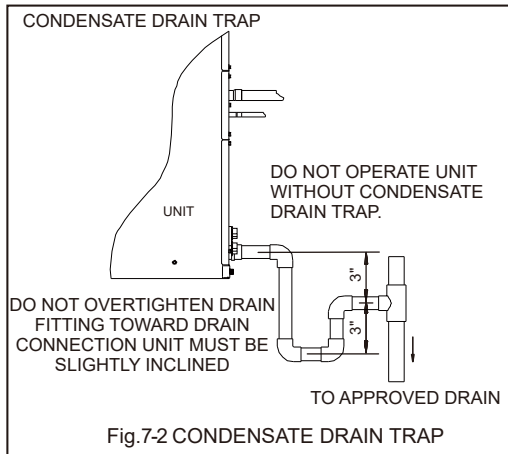 CONDENSATE DRAIN TRAP
DO NOT OPERATE UNIT
WITHOUT CONDENSATE
DRAIN TRAP.
UNIT
3"
3"
DO NOT OVERTIGHTEN DRAIN
FITTING TOWARD DRAIN
CONNECTION UNIT MUST BE
SLIGHTLY INCLINED
TO APPROVED DRAIN
Fig.7-2 CONDENSATE DRAIN TRAP